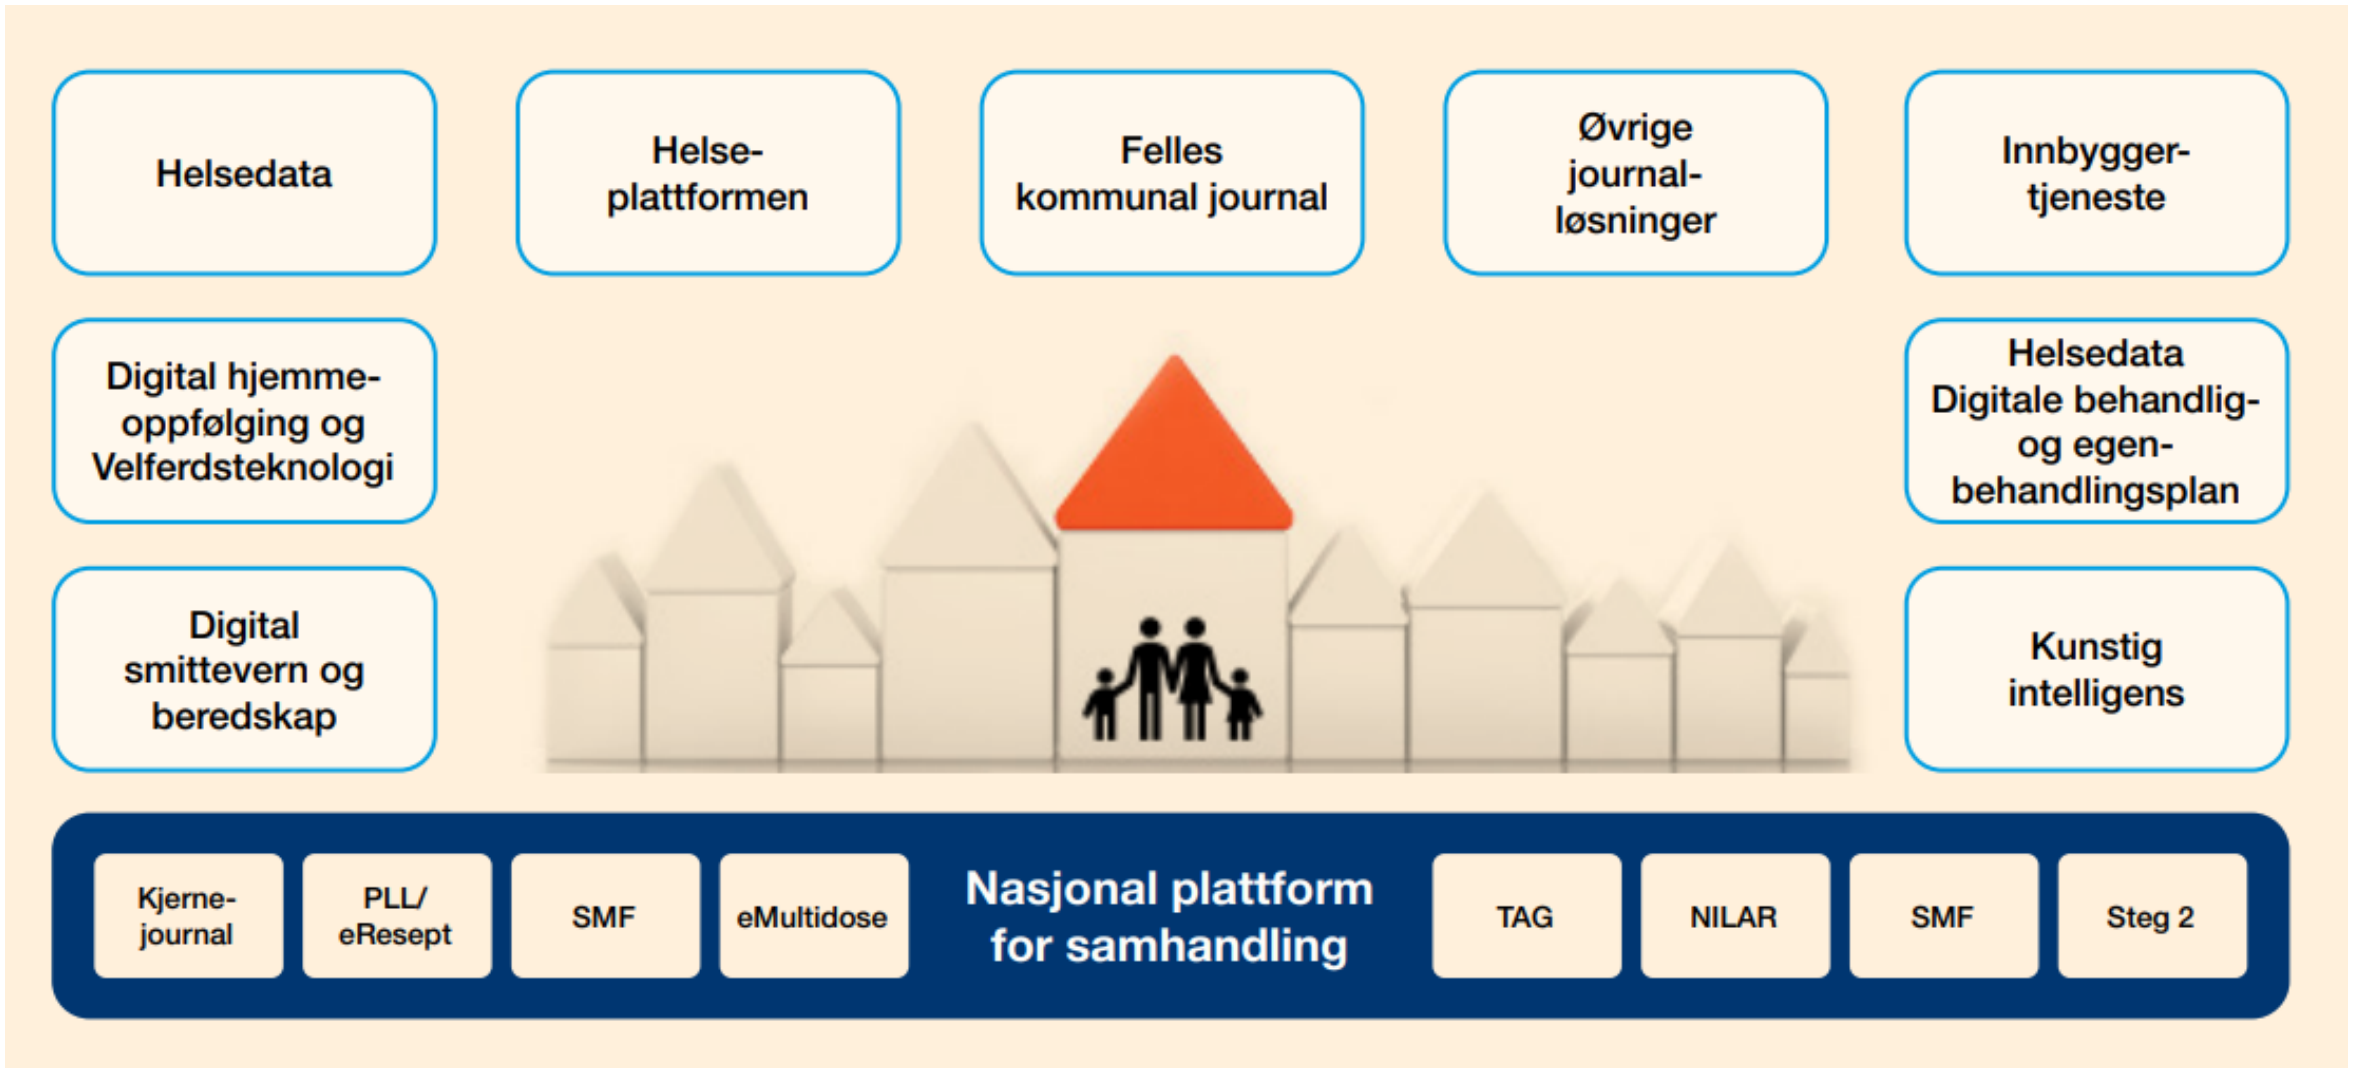 Helsedata
Helse-
plattformen
Felles
kommunal journal
Øvrige
journal-
løsninger
Innbygger-
tjeneste
Digital hjemme-
oppfølging og
Velferdsteknologi
Helsedata
Digitale behandlig-
og egen-
behandlingsplan
Digital
smittevern og
beredskap
Kunstig
intelligens
Kjerne-
journal
PLL/
eResept
SMF
eMultidose
Nasjonal plattform
for samhandling
TAG
NILAR
SMF
Steg 2